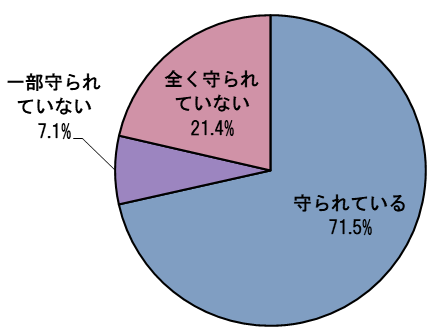 一部守られ
ていない
7.1%
全く守られ
ていない
21.4%
守られている
71.5%